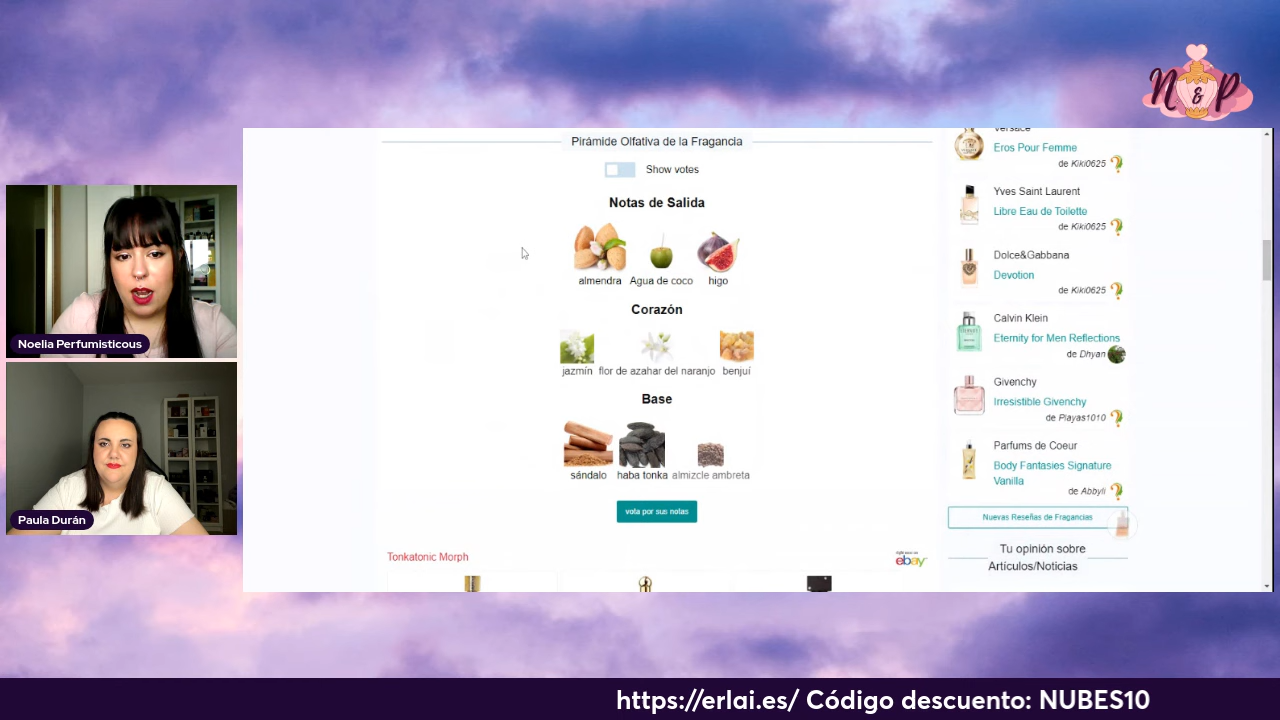 N & P
Noelia Perfumisticous
Paula Durán
Pirámide Olfativa de la Fragancia
Show votes
Notas de Salida
almendra Agua de coco higo
Corazón
jazmín flor de azahar del naranjo benjuí
Base
sándalo haba tonka almizcle ambreta
vota por sus notas
Tonkatonic Morph
ebay
Versace
Eros Pour Femme
de Kiki0625
Yves Saint Laurent
Libre Eau de Toilette
de Kiki0625
Dolce&Gabbana
Devotion
de Kiki0625
Calvin Klein
Eternity for Men Reflections
de Dhyan
Givenchy
Irresistible Givenchy
de Playas1010
Parfums de Coeur
Body Fantasies Signature
Vanilla
de Abbyli
Nuevas Reseñas de Fragancias
Tu opinión sobre
Artículos/Noticias
https://erlai.es/ Código descuento: NUBES10